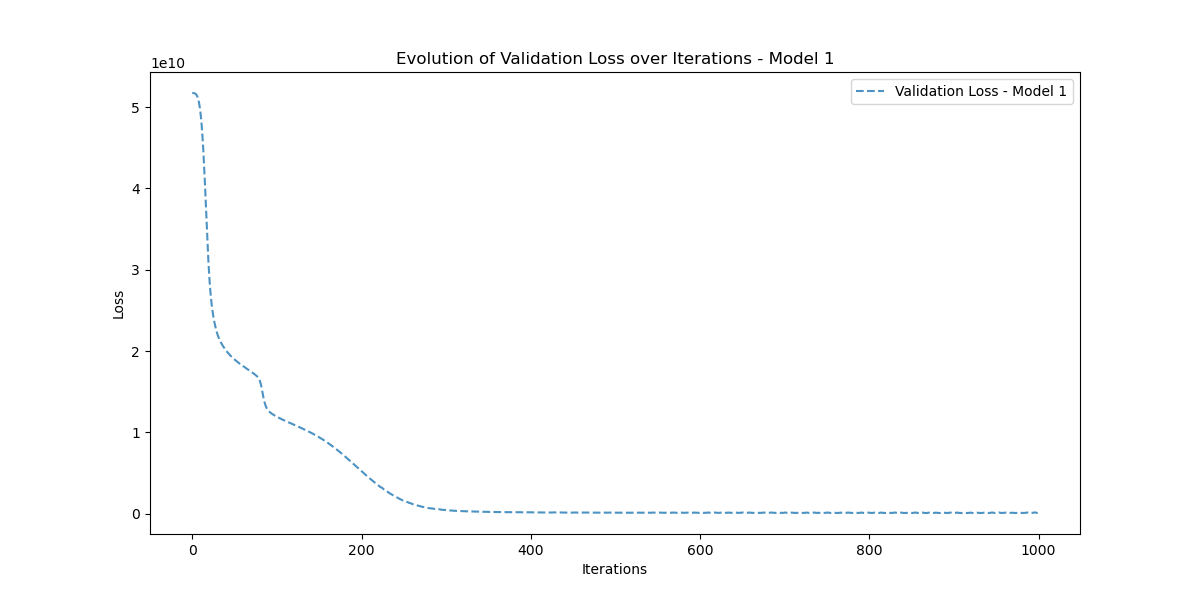 Evolution of Validation Loss over Iterations - Model 1
1e10
Validation Loss - Model 1
5
4
3
2
1
0
Loss
0 200 400 600 800 1000
Iterations